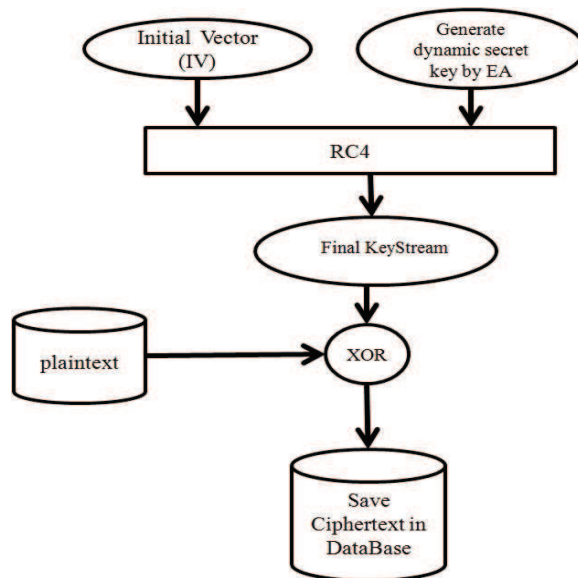 Initial Vector
(IV)
Generate
dynamic secret
key by EA
RC4
Final KeyStream
plaintext
XOR
Save
Ciphertext in
DataBase